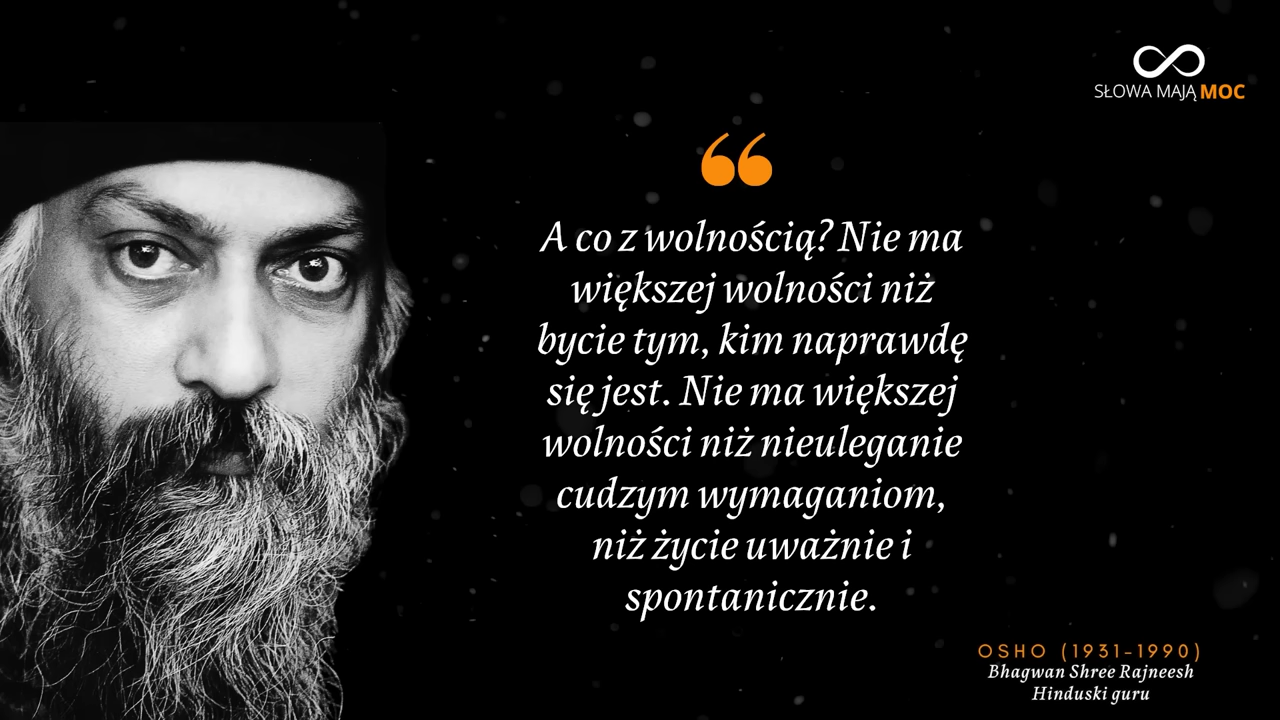 SŁOWA MAJĄ MOC
A co z wolnością? Nie ma
większej wolności niż
bycie tym, kim naprawdę
się jest. Nie ma większej
wolności niż nieuleganie
cudzym wymaganiom,
niż życie uważnie i
spontanicznie.
OSHO (1931-1990)
Bhagwan Shree Rajneesh
Hinduski guru